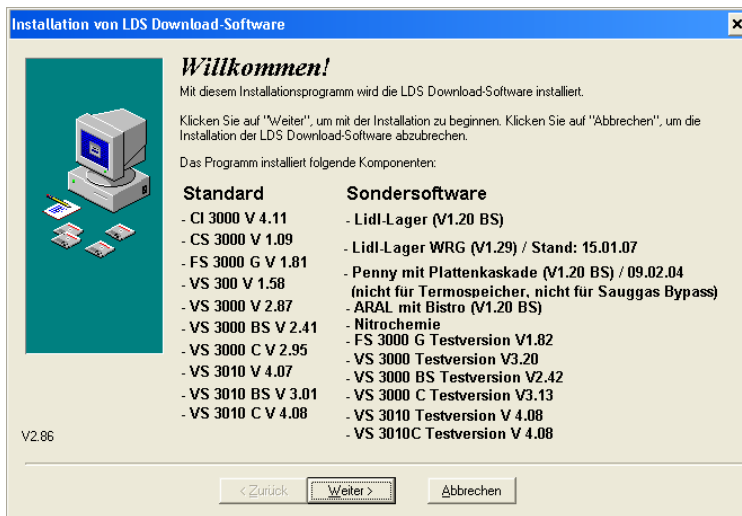 Installation von LDS Download-Software
Willkommen!
Mit diesem Installationsprogramm wird die LDS Download-Software installiert.
Klicken Sie auf "Weiter", um mit der Installation zu beginnen. Klicken Sie auf "Abbrechen", um die
Installation der LDS Download-Software abzubrechen.
Das Programm installiert folgende Komponenten:
Standard
- CI 3000 V 4.11
- CS 3000 V 1.09
- FS 3000 G V 1.81
- VS 300 V 1.58
- VS 3000 V 2.87
- VS 3000 BS V 2.41
- VS 3000 C V 2.95
- VS 3010 V 4.07
- VS 3010 BS V 3.01
- VS 3010 C V 4.08
Sondersoftware
- Lidl-Lager (V1.20 BS)
- Lidl-Lager WRG (V1.29) / Stand: 15.01.07
- Penny mit Plattenkaskade (V1.20 BS) / 09.02.04
(nicht für Termospeicher, nicht für Sauggas Bypass)
- ARAL mit Bistro (V1.20 BS)
- Nitrochemie
- FS 3000 G Testversion V1.82
- VS 3000 Testversion V3.20
- VS 3000 BS Testversion V2.42
- VS 3000 C Testversion V3.13
- VS 3010 Testversion V 4.08
- VS 3010C Testversion V 4.08
V2.86
< Zurück
Weiter >
Abbrechen